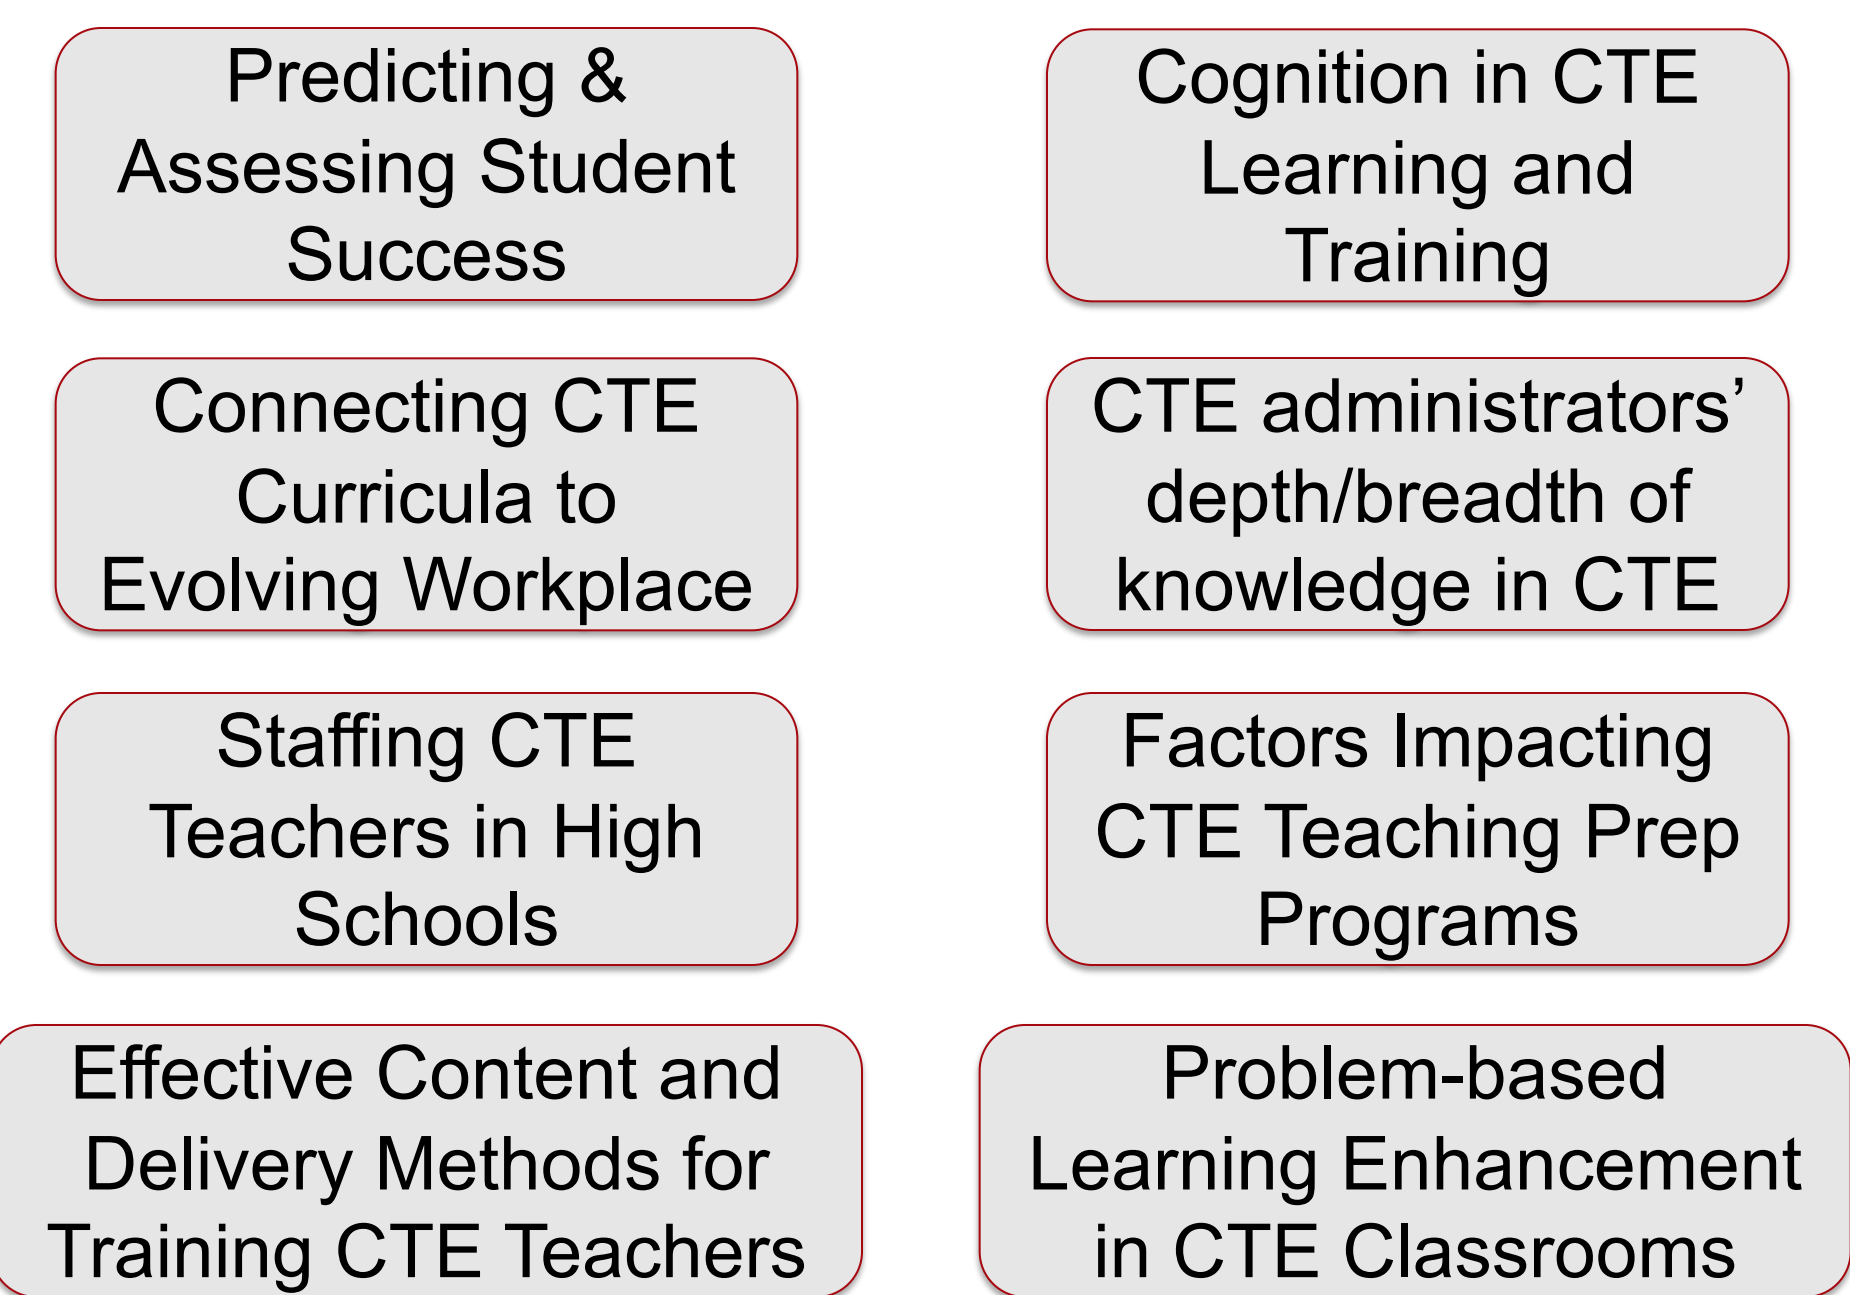 Predicting &
Assessing Student
Success
Cognition in CTE
Learning and
Training
Connecting CTE
Curricula to
Evolving Workplace
CTE administrators’
depth/breadth of
knowledge in CTE
Staffing CTE
Teachers in High
Schools
Factors Impacting
CTE Teaching Prep
Programs
Effective Content and
Delivery Methods for
Training CTE Teachers
Problem-based
Learning Enhancement
in CTE Classrooms